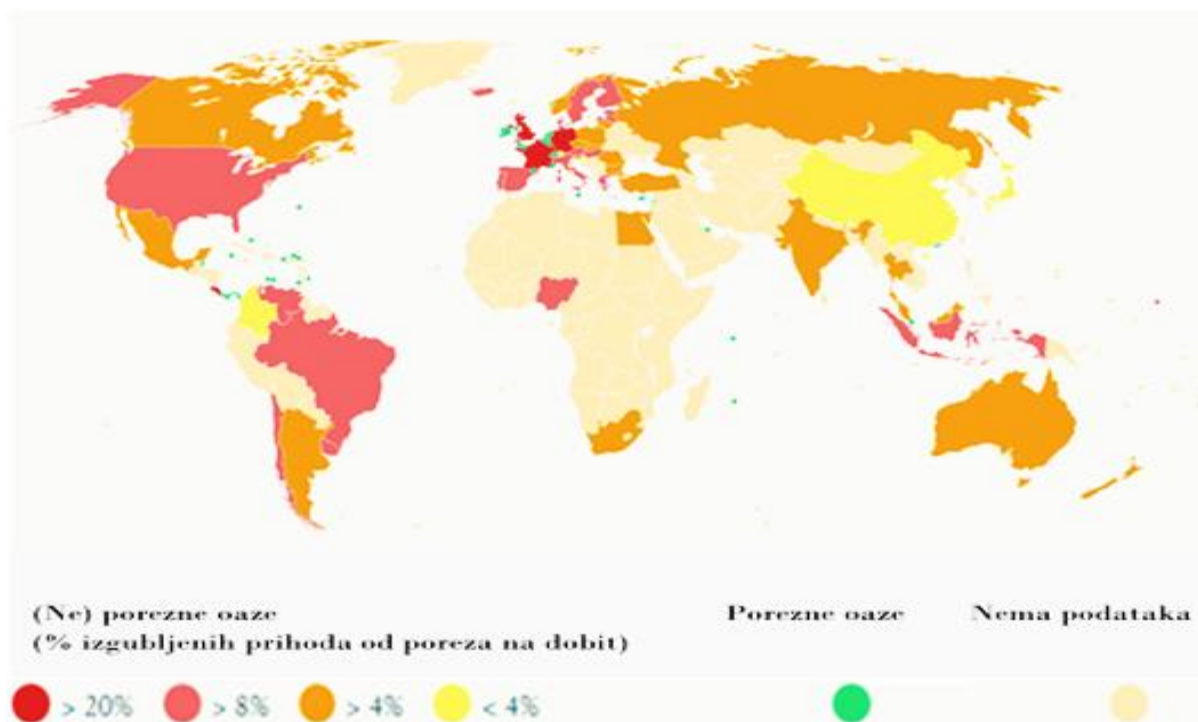 (Ne) porezne oaze
(% izgubljenih prihoda od poreza na dobit)
Porezne oaze
Nema podataka
> 20%
> 8%
> 4%
< 4%